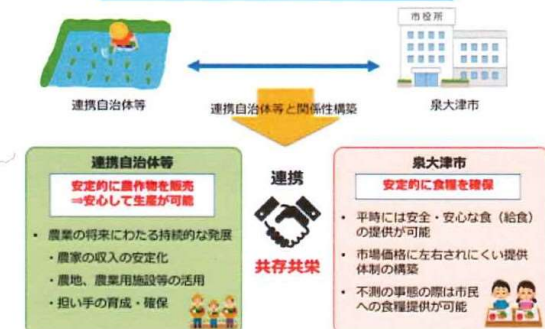 市役所
連携自治体等
連携自治体等と関係性構築
泉大津市
連携自治体等
安定的に農作物を販売
⇒安心して生産が可能
・農業の将来にわたる持続的な発展
・農家の収入の安定化
・農地、農業用施設等の活用
・担い手の育成・確保
連携
共存共栄
泉大津市
安定的に食糧を確保
・平時には安全・安心な食（給食）
の提供が可能
・市場価格に左右されにくい提供
体制の構築
・不測の事態の際は市民
への食糧提供が可能